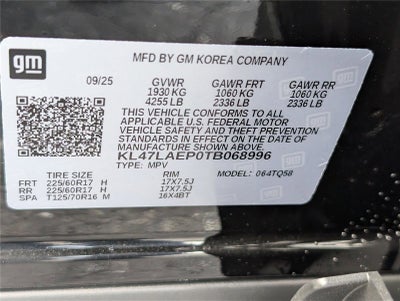 gm
MFD BY GM KOREA COMPANY
09/25 GVWR GAWR FRT GAWR RR
1930 KG 1060 KG 1060 KG
4255 LB 2336 LB 2336 LB
THIS VEHICLE CONFORMS TO ALL
APPLICABLE U.S. FEDERAL MOTOR
VEHICLE SAFETY AND THEFT PREVENTION
STANDARDS IN EFFECT ON THE DATE OF
MANUFACTURE SHOWN ABOVE.
KL47LAEP0TB068996
TYPE: MPV MODEL: 064TQ58
TIRE SIZE RIM
FRT 225/60R17 H 17X7.5J
RR 225/60R17 H 17X7.5J
SPA T125/70R16 M 16X4BT